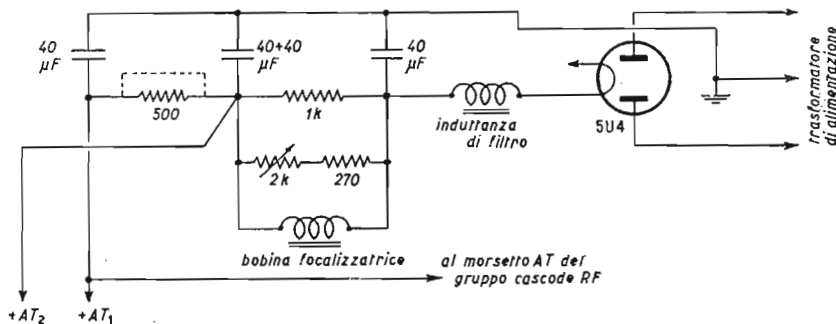 40
µF
40+40
µF
40
µF
500
1k
2k
270
induttanza
di filtro
5U4
trasformatore
di alimentazione
bobina focalizzatrice
al morsetto AT del
gruppo cascode RF
+AT2
+AT1